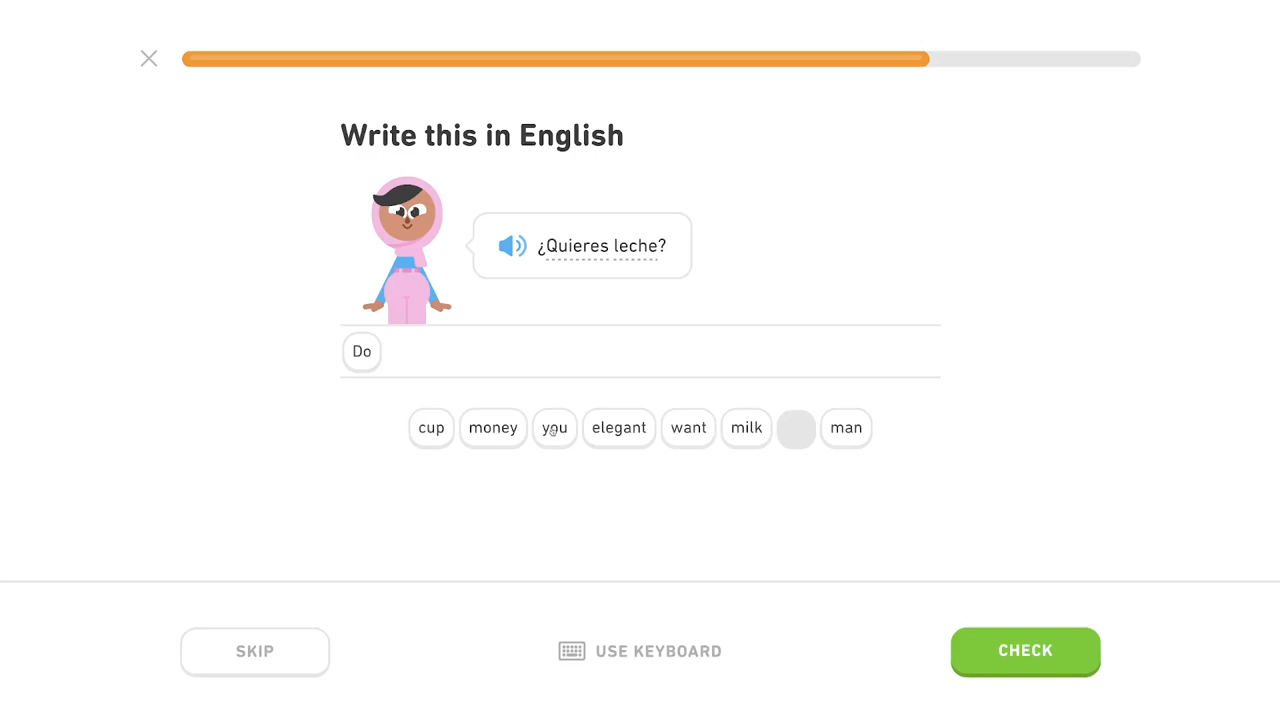 Write this in English
¿Quieres leche?
Do
cup money you elegant want milk man
SKIP USE KEYBOARD CHECK